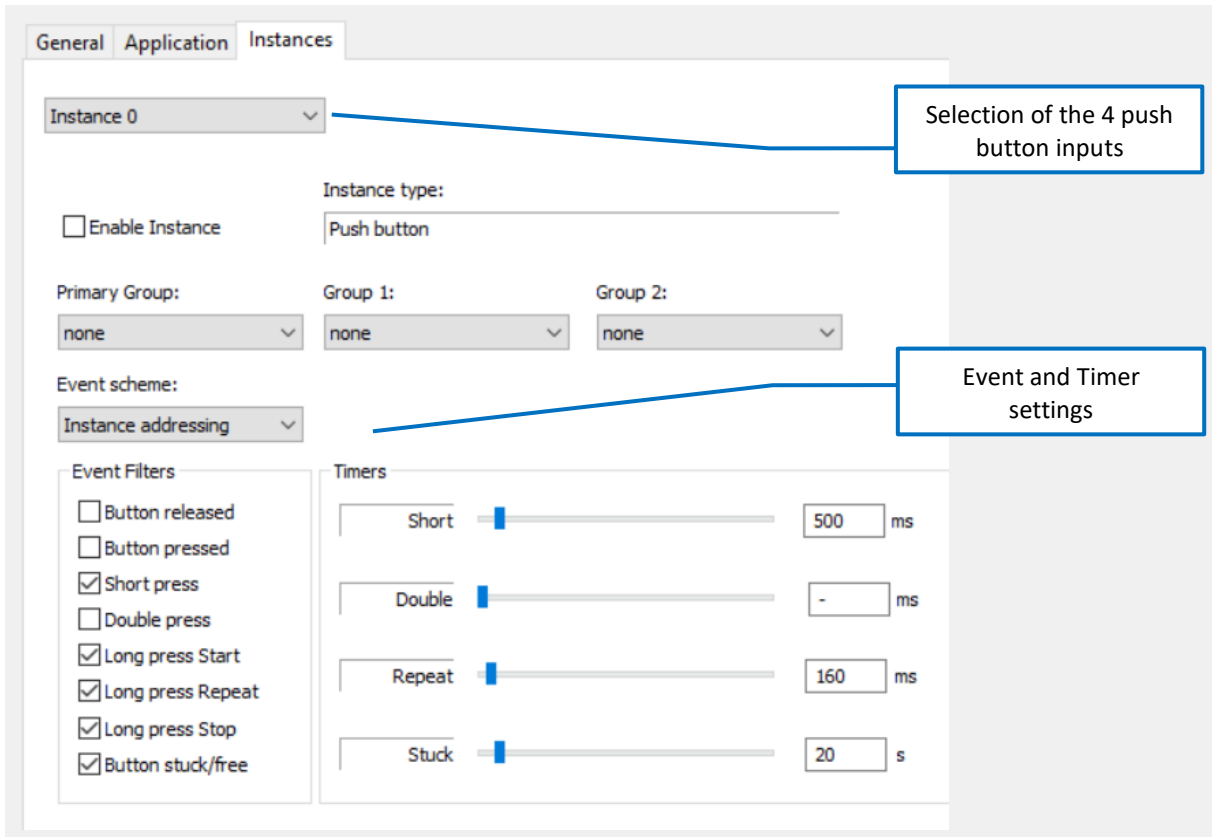 General Application Instances
Instance 0
Selection of the 4 push
button inputs
Instance type:
Enable Instance
Push button
Primary Group:
Group 1:
Group 2:
none
none
none
Event scheme:
Event and Timer
settings
Instance addressing
Event Filters
Button released
Button pressed
Short press
Double press
Long press Start
Long press Repeat
Long press Stop
Button stuck/free
Timers
Short 500 ms
Double - ms
Repeat 160 ms
Stuck 20 s